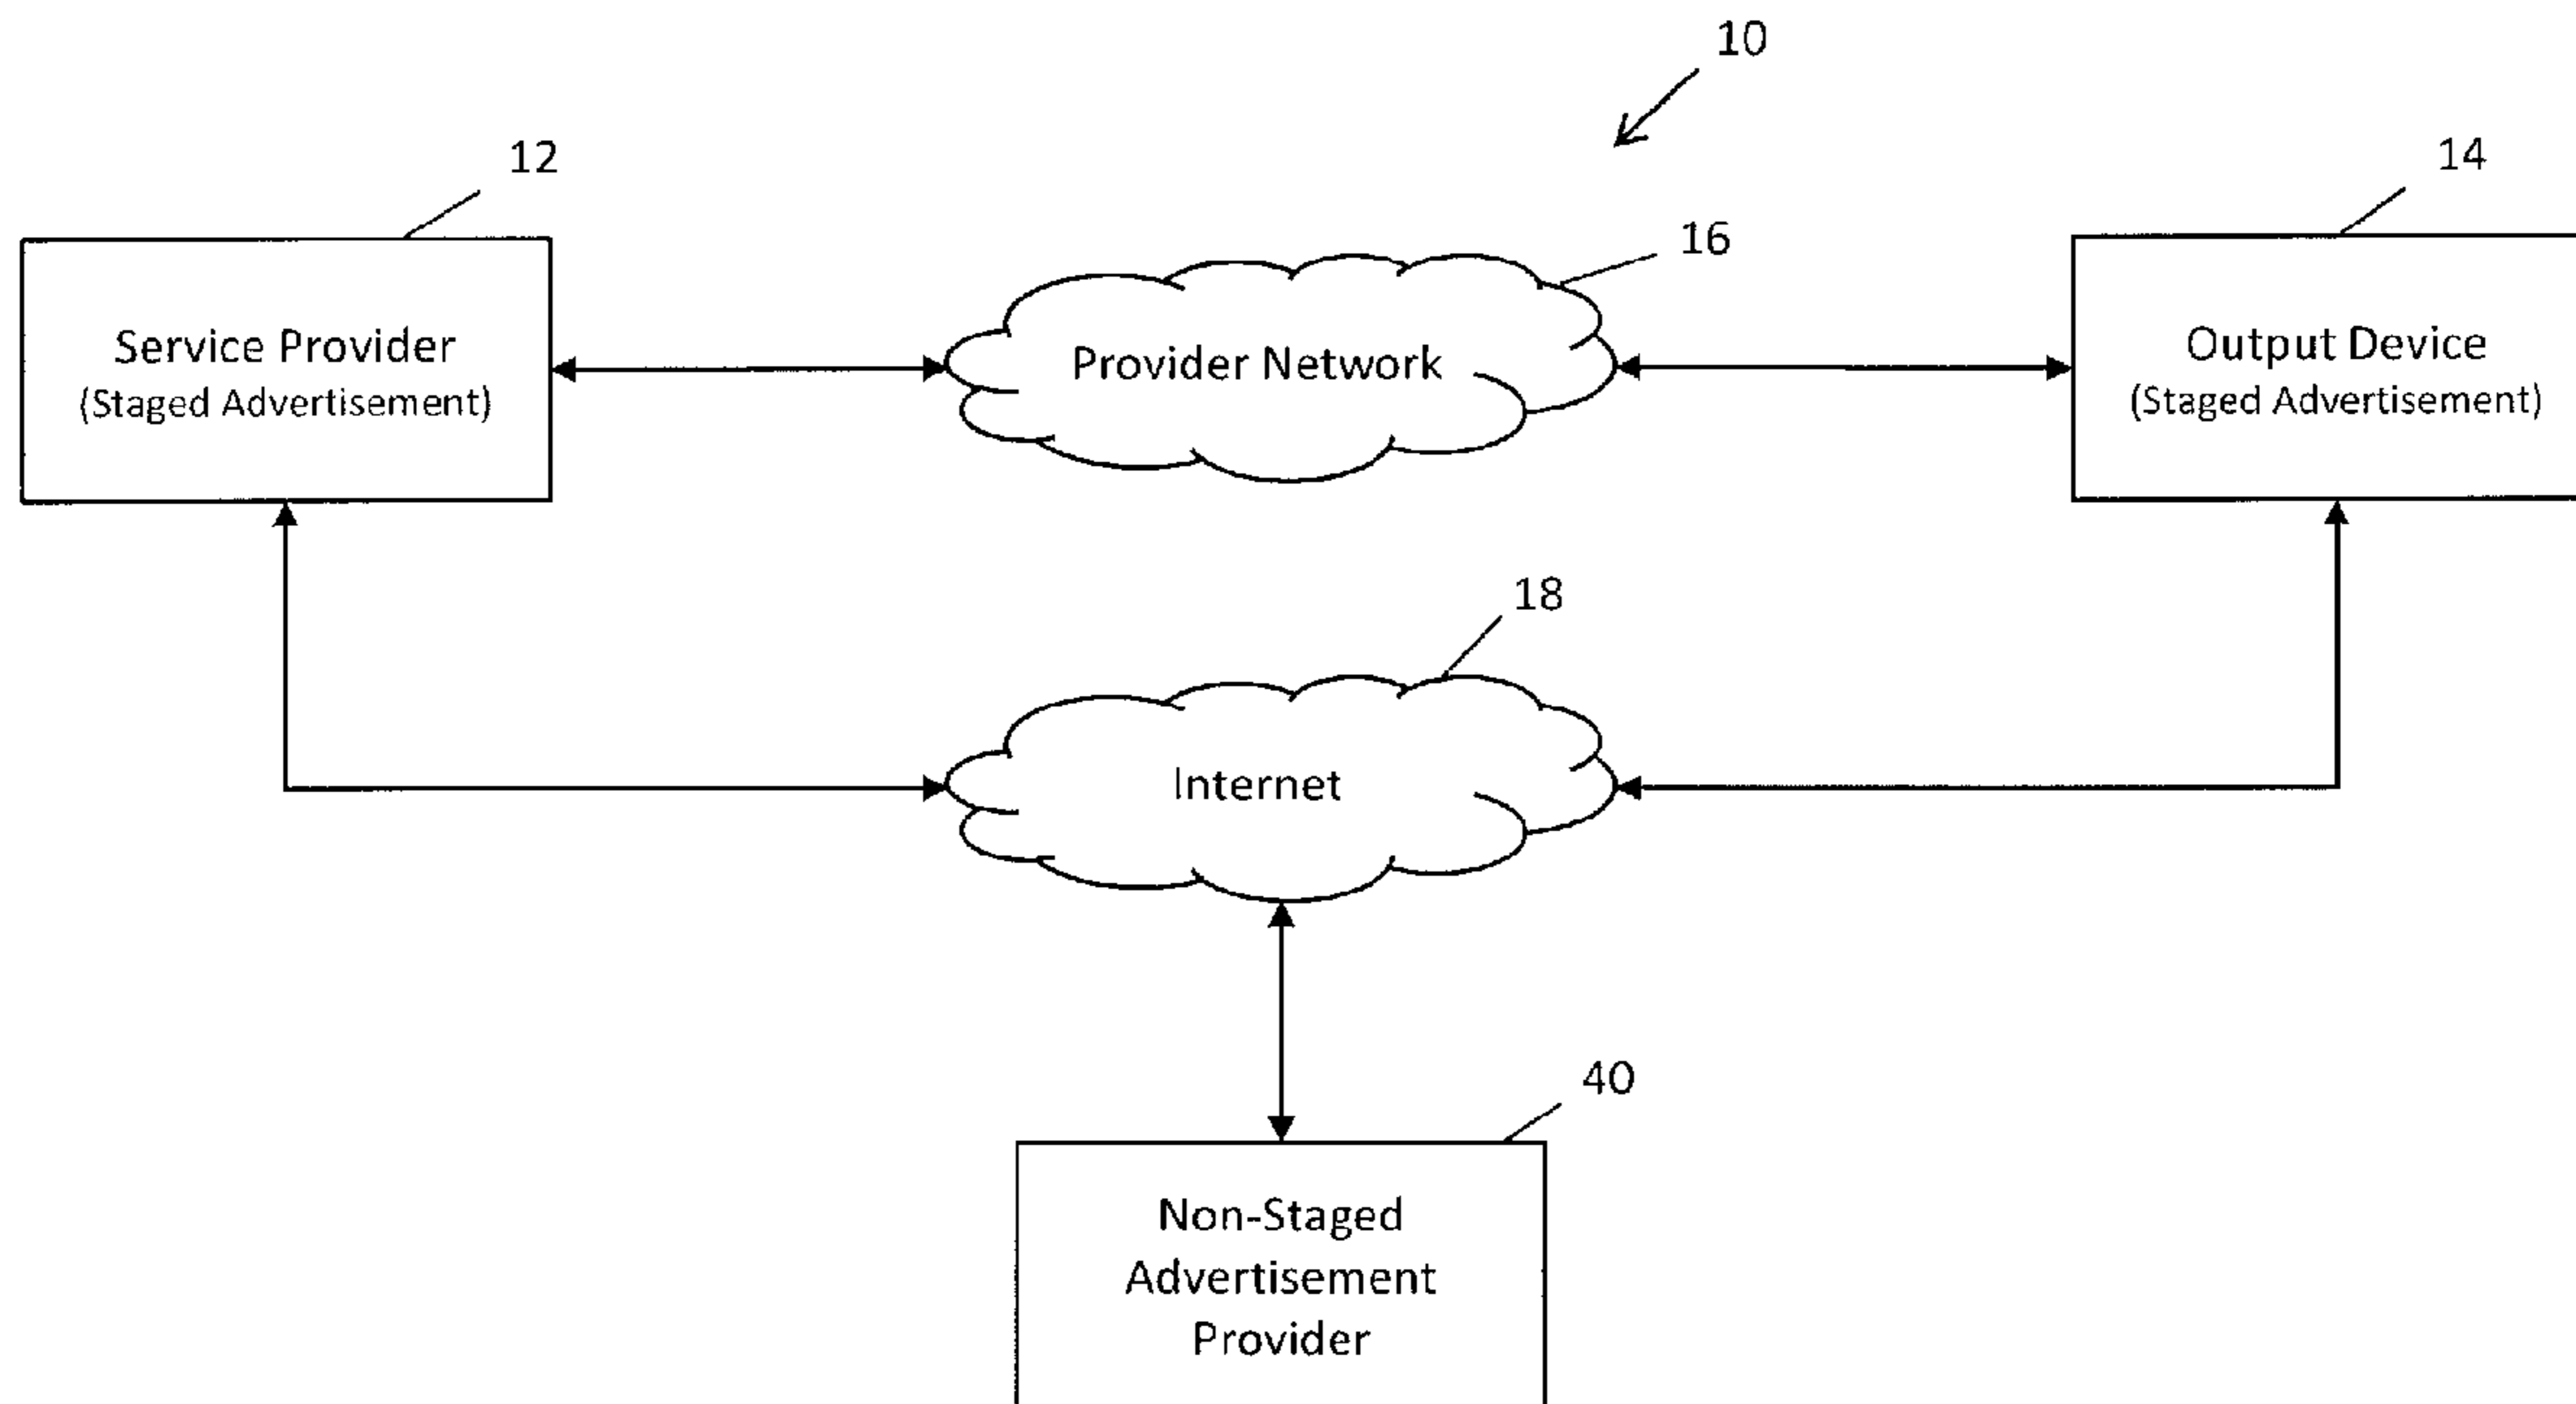 10
12
14
16
Service Provider
(Staged Advertisement)
Provider Network
Output Device
(Staged Advertisement)
18
Internet
40
Non-Staged
Advertisement
Provider